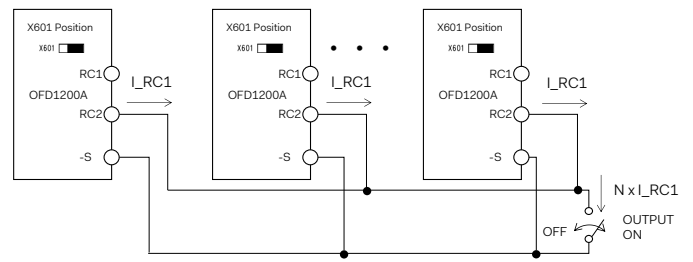 X601 Position
X601
RC1
I_RC1
OFD1200A
RC2
-S
X601 Position
X601
RC1
I_RC1
OFD1200A
RC2
-S
X601 Position
X601
RC1
I_RC1
OFD1200A
RC2
-S
N x I_RC1
OFF
OUTPUT
ON